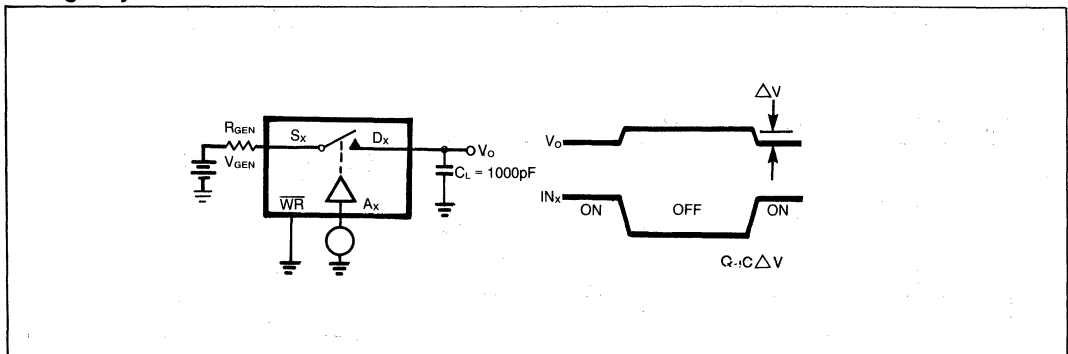 RGEN
VGEN
SX
DX
VO
CL = 1000pF
WR
AX
△V
VO
INX
ON
OFF
ON
C△V